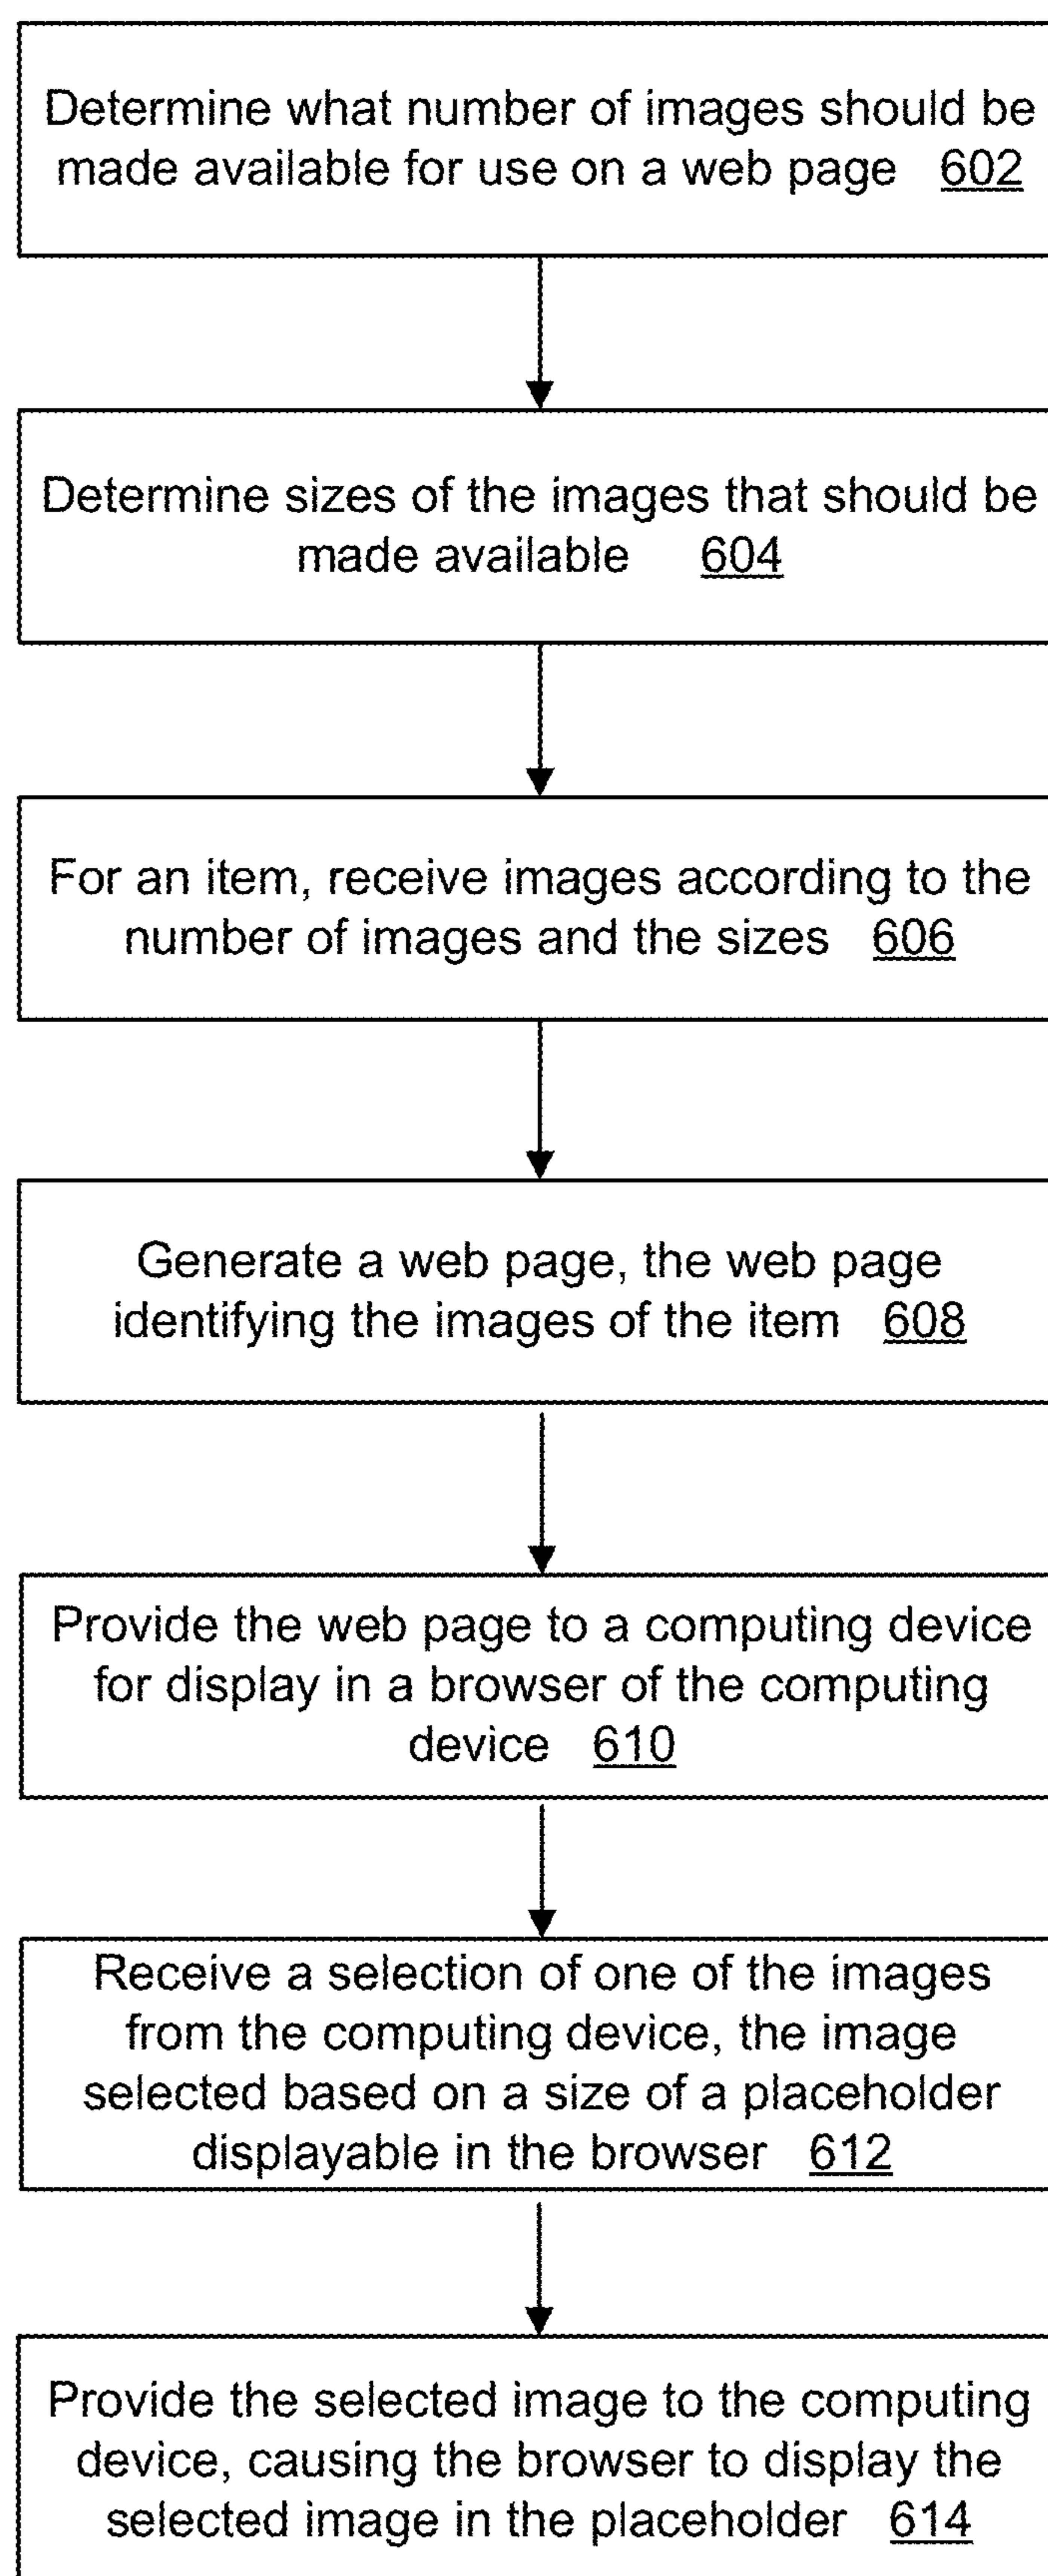 Determine what number of images should be
made available for use on a web page 602
Determine sizes of the images that should be
made available 604
For an item, receive images according to the
number of images and the sizes 606
Generate a web page, the web page
identifying the images of the item 608
Provide the web page to a computing device
for display in a browser of the computing
device 610
Receive a selection of one of the images
from the computing device, the image
selected based on a size of a placeholder
displayable in the browser 612
Provide the selected image to the computing
device, causing the browser to display the
selected image in the placeholder 614